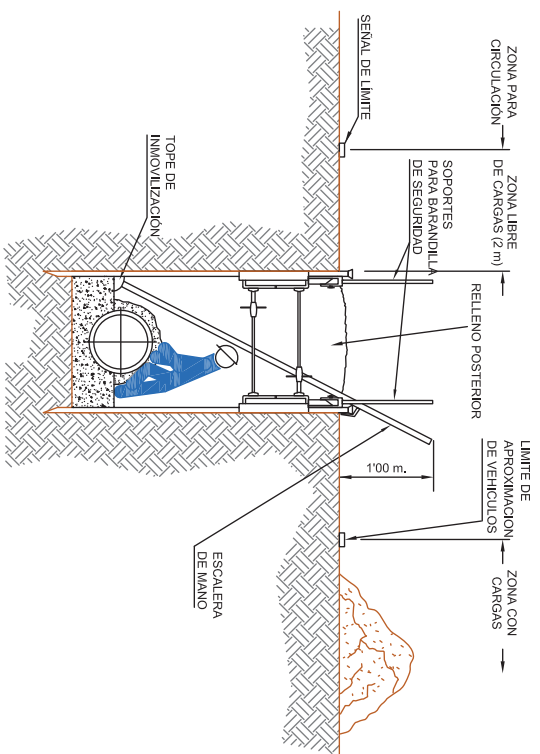 ZONA PARA
CIRCULACIÓN
ZONA LIBRE
DE CARGAS (2 m)
LIMITE DE
APROXIMACION
DE VEHICULOS
ZONA CON
CARGAS
SEÑAL DE LÍMITE
SOPORTES
PARA BARANDILLA
DE SEGURIDAD
RELLENO POSTERIOR
1'00 m.
TOPE DE
INMOVILIZACIÓN
ESCALERA
DE MANO